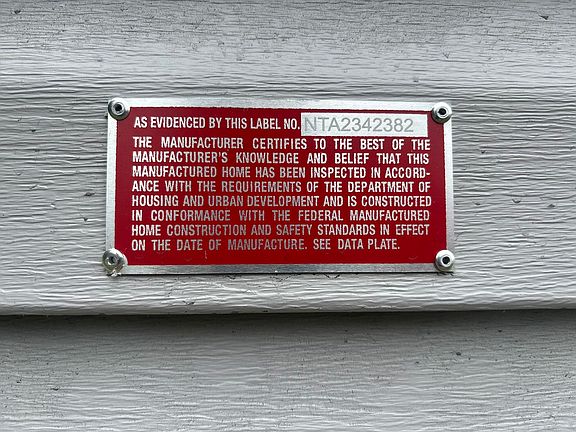 AS EVIDENCED BY THIS LABEL NO. NTA2342382
THE MANUFACTURER CERTIFIES TO THE BEST OF THE
MANUFACTURER'S KNOWLEDGE AND BELIEF THAT THIS
MANUFACTURED HOME HAS BEEN INSPECTED IN ACCORD-
ANCE WITH THE REQUIREMENTS OF THE DEPARTMENT OF
HOUSING AND URBAN DEVELOPMENT AND IS CONSTRUCTED
IN CONFORMANCE WITH THE FEDERAL MANUFACTURED
HOME CONSTRUCTION AND SAFETY STANDARDS IN EFFECT
ON THE DATE OF MANUFACTURE. SEE DATA PLATE.